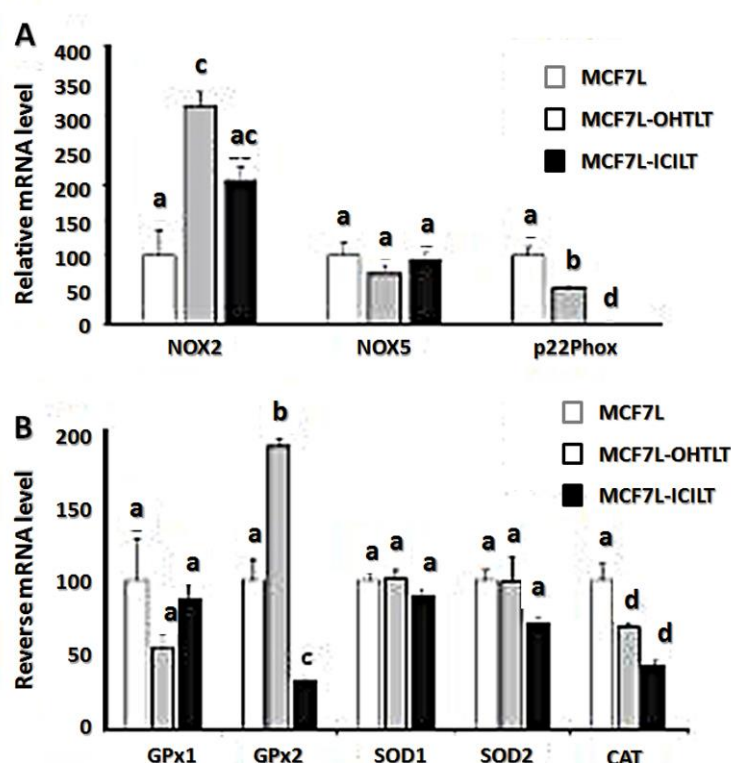 A
Relative mRNA level
400
350
300
250
200
150
100
50
0
MCF7L
MCF7L-OHTLT
MCF7L-ICILT
a
c
ac
a
a
a
a
b
d
NOX2
NOX5
p22Phox
B
Reverse mRNA level
200
150
100
50
0
MCF7L
MCF7L-OHTLT
MCF7L-ICILT
a
a
a
a
b
c
a
a
a
a
a
a
a
d
d
GPx1
GPx2
SOD1
SOD2
CAT